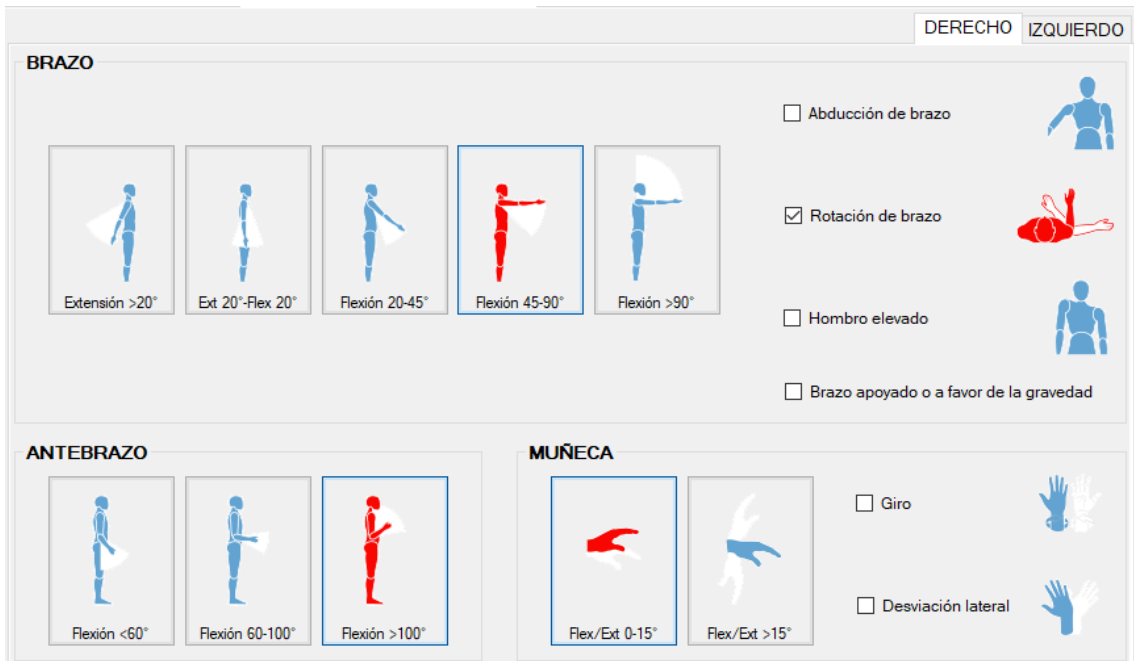 DERECHO IZQUIERDO
BRAZO
Abducción de brazo
Rotación de brazo
Extensión >20° Ext 20°-Flex 20° Flexión 20-45° Flexión 45-90° Flexión >90°
Hombro elevado
Brazo apoyado o a favor de la gravedad
ANTEBRAZO
Flexión <60° Flexión 60-100° Flexión >100°
MUÑECA
Flex/Ext 0-15° Flex/Ext >15°
Giro
Desviación lateral